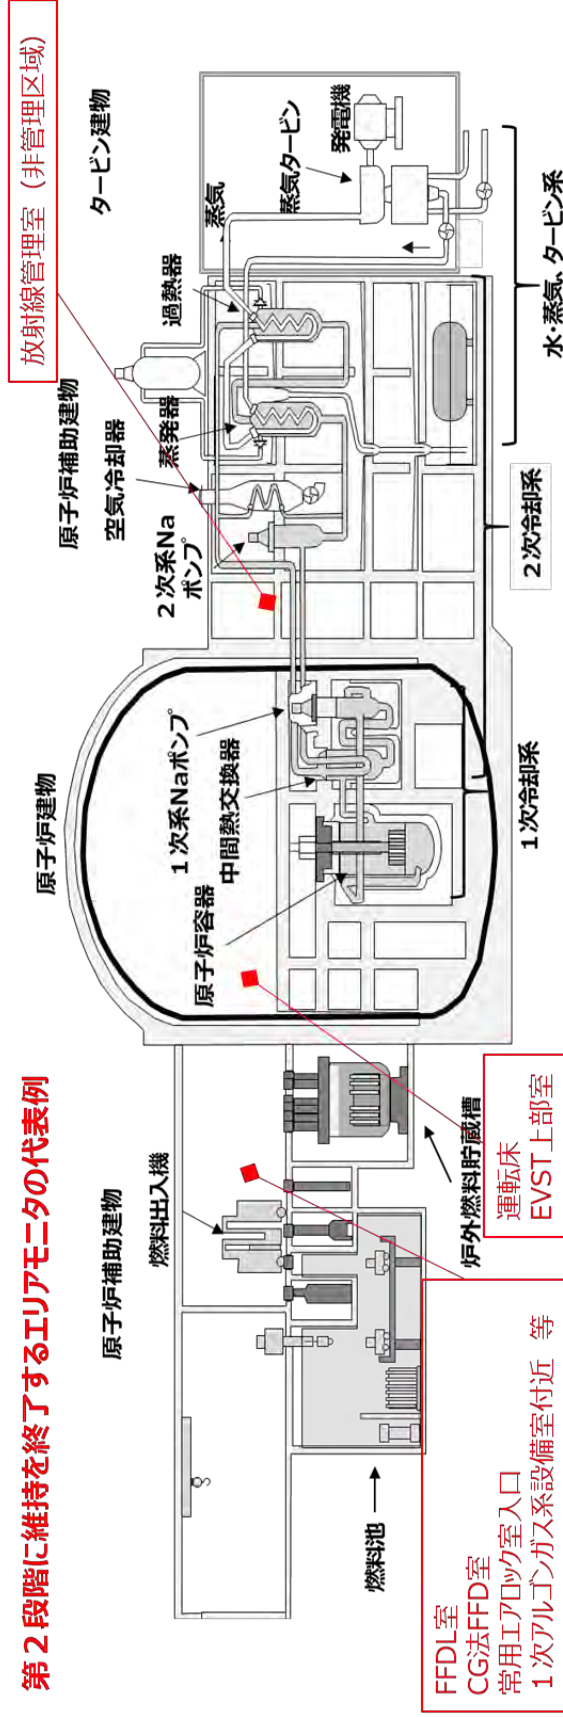 第2段階に維持を終了するエリアモニタの代表例
原子炉補助建物
燃料出入機
燃料池
炉外燃料貯蔵槽
FFDL室
CG法FFD室
常用エアロック室入口
1次アルゴンガス系設備室付近 等
運転床
EVST上部室
原子炉建物
1次系Naポンプ
中間熱交換器
原子炉容器
1次冷却系
原子炉補助建物
空気冷却器
2次系Na
ポンプ
蒸発器
過熱器
2次冷却系
放射線管理室(非管理区域)
タービン建物
蒸気
蒸気タービン
発電機
水・蒸気、タービン系